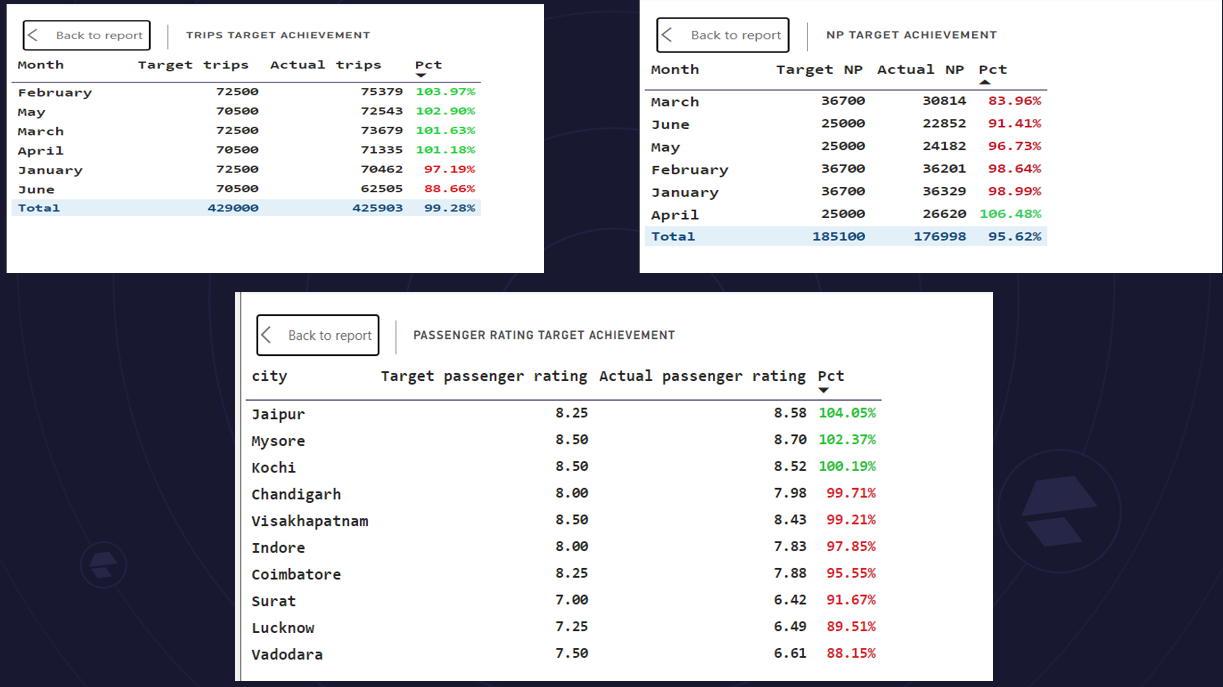 Back to report TRIPS TARGET ACHIEVEMENT
Month Target trips Actual trips Pct
February 72500 75379 103.97%
May 70500 72543 102.90%
March 72500 73679 101.63%
April 70500 71335 101.18%
January 72500 70462 97.19%
June 70500 62505 88.66%
Total 429000 425903 99.28%
Back to report NP TARGET ACHIEVEMENT
Month Target NP Actual NP Pct
March 36700 30814 83.96%
June 25000 22852 91.41%
May 25000 24182 96.73%
February 36700 36201 98.64%
January 36700 36329 98.99%
April 25000 26620 106.48%
Total 185100 176998 95.62%
Back to report PASSENGER RATING TARGET ACHIEVEMENT
city Target passenger rating Actual passenger rating Pct
Jaipur 8.25 8.58 104.05%
Mysore 8.50 8.70 102.37%
Kochi 8.50 8.52 100.19%
Chandigarh 8.00 7.98 99.71%
Visakhapatnam 8.50 8.43 99.21%
Indore 8.00 7.83 97.85%
Coimbatore 8.25 7.88 95.55%
Surat 7.00 6.42 91.67%
Lucknow 7.25 6.49 89.51%
Vadodara 7.50 6.61 88.15%